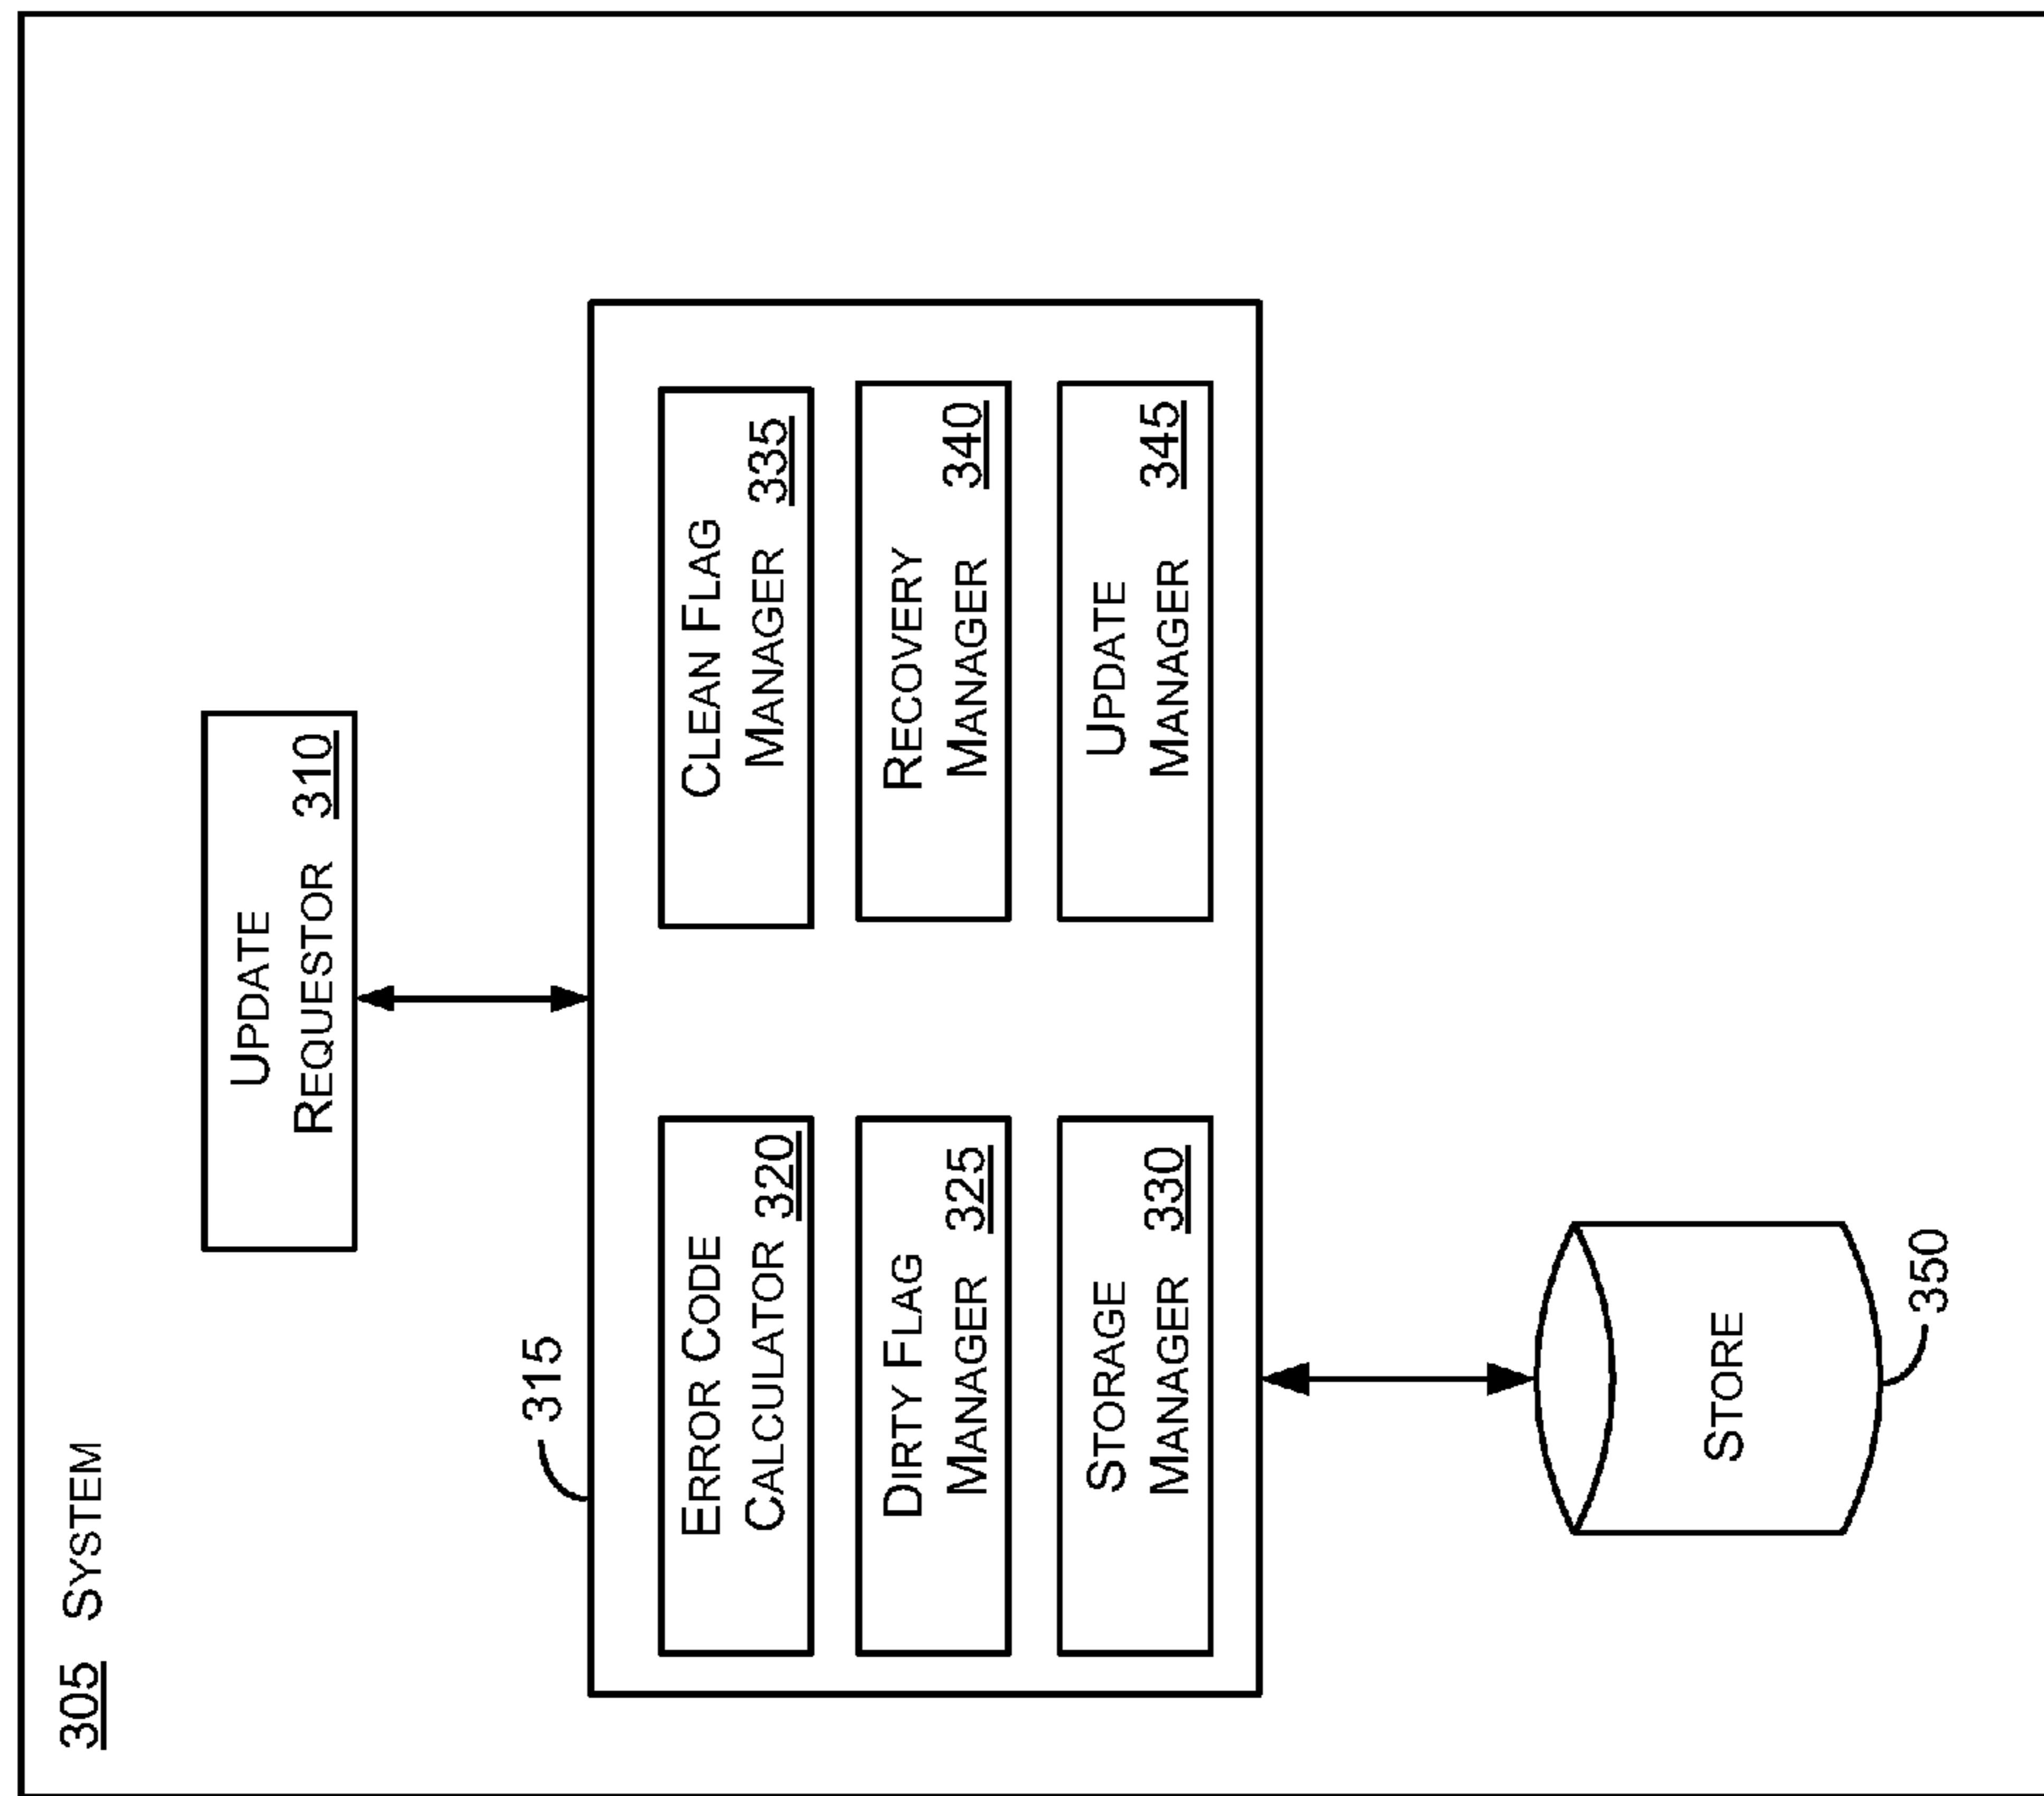 305 SYSTEM
UPDATE
REQUESTOR 310
315
ERROR CODE
CALCULATOR 320
DIRTY FLAG
MANAGER 325
STORAGE
MANAGER 330
CLEAN FLAG
MANAGER 335
RECOVERY
MANAGER 340
UPDATE
MANAGER 345
STORE
350